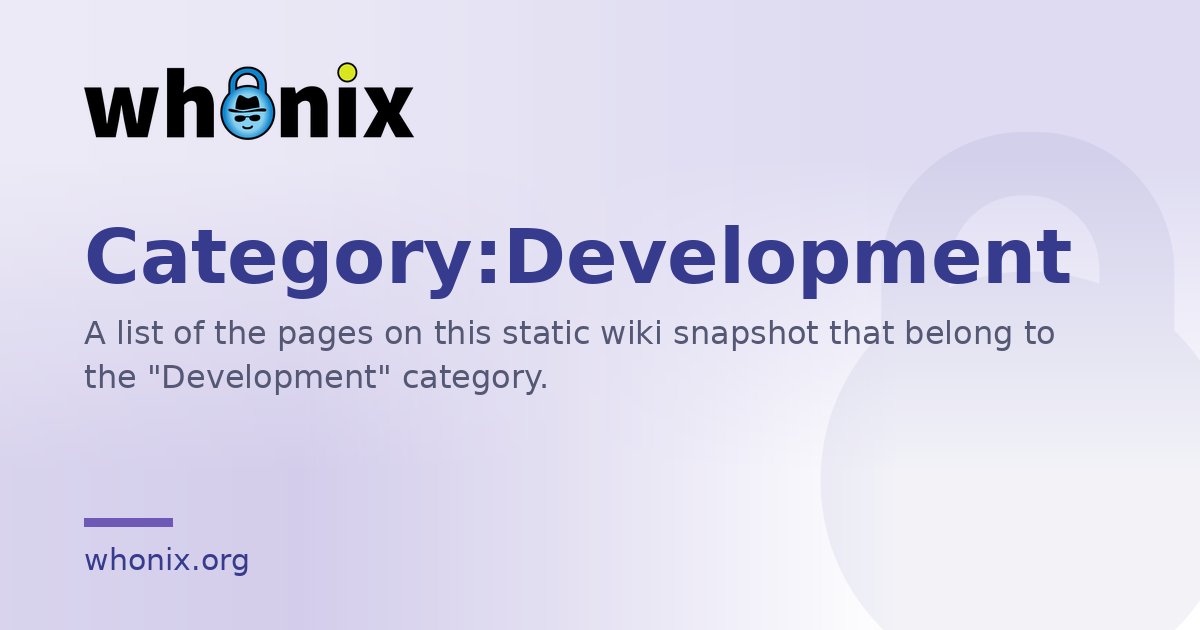 whonix
Category:Development
A list of the pages on this static wiki snapshot that belong to
the "Development" category.
whonix.org